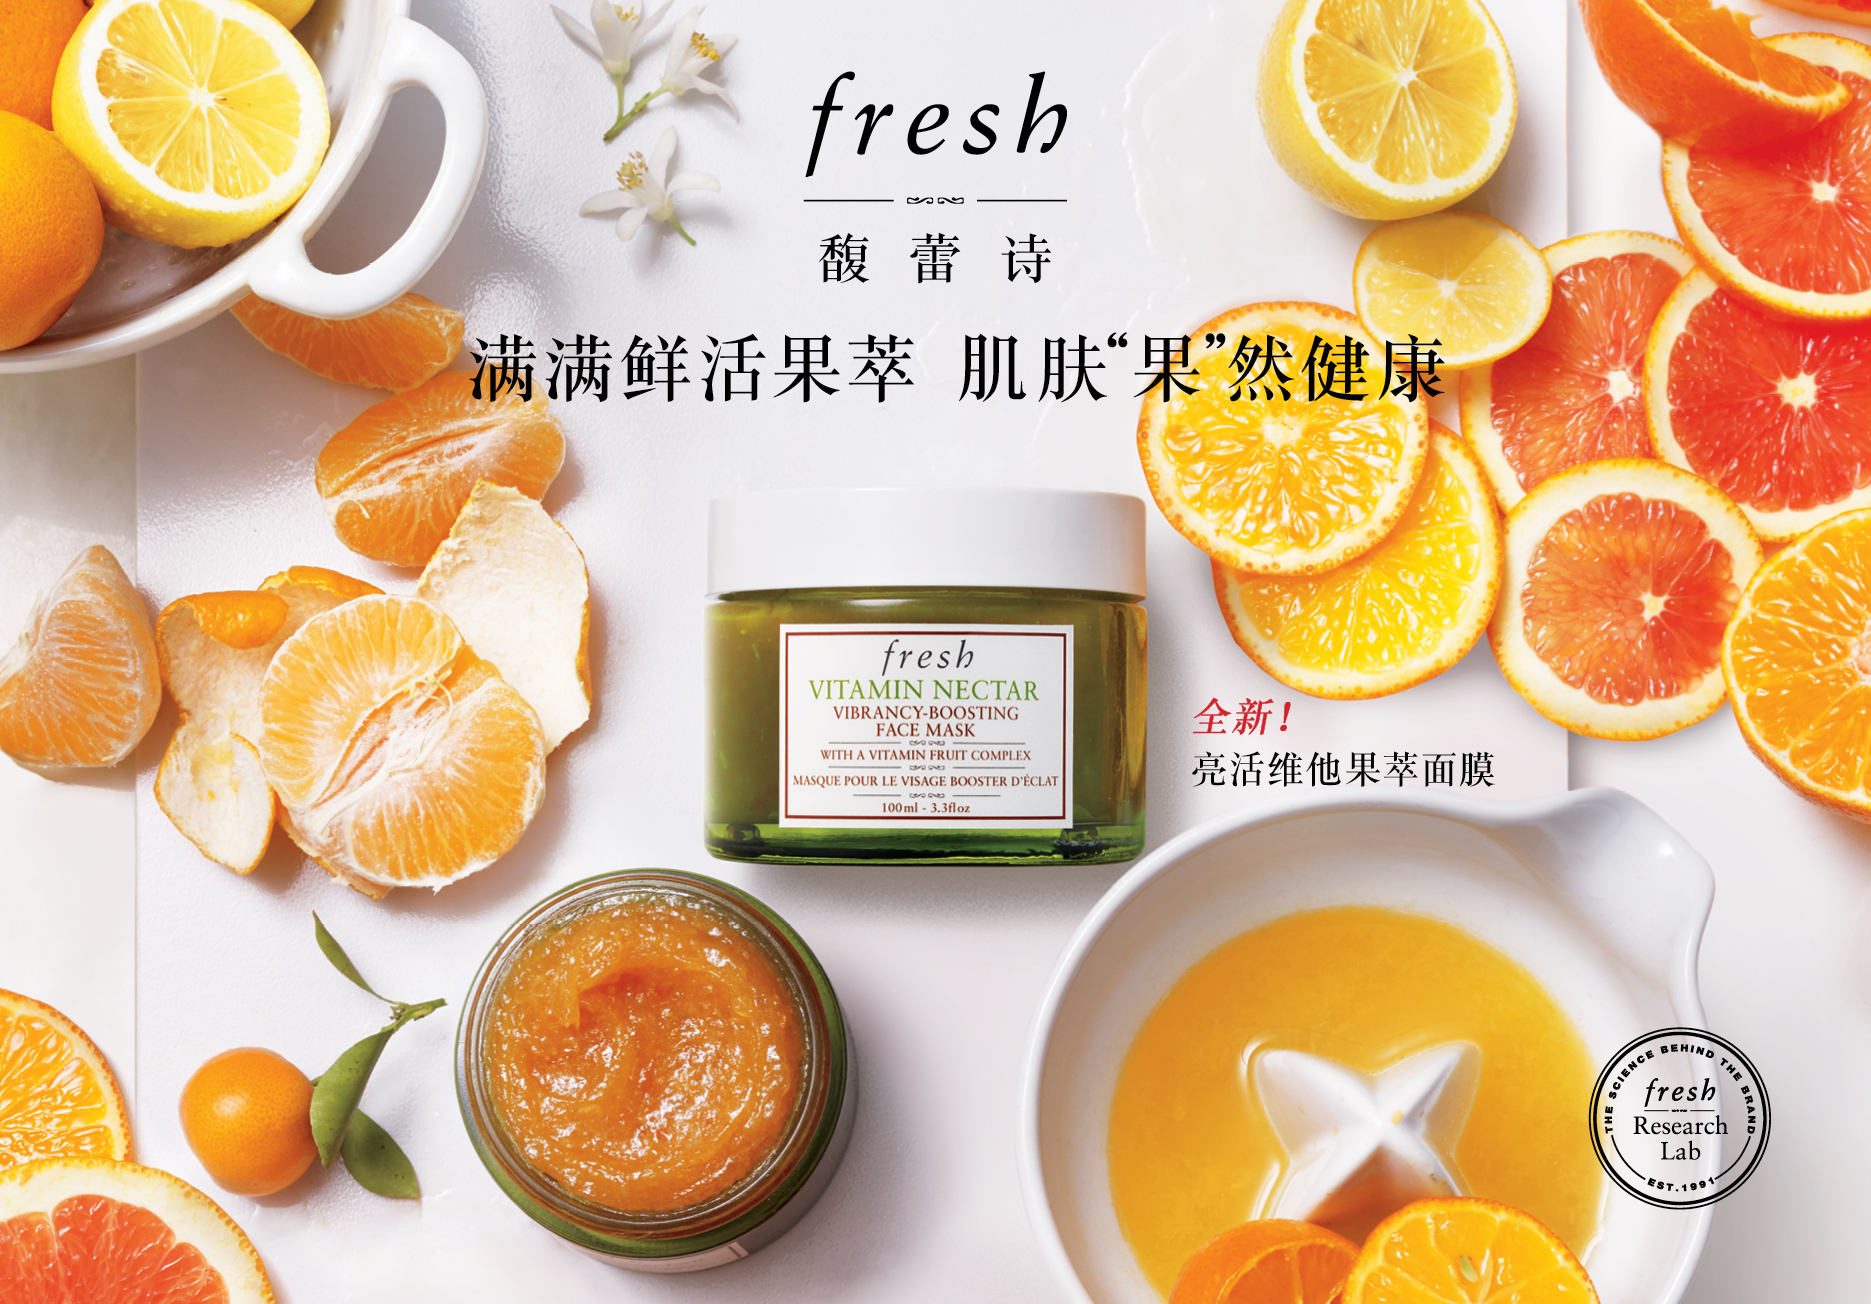 fresh
馥蕾诗
满满鲜活果萃 肌肤“果”然健康
fresh
VITAMIN NECTAR
VIBRANCY-BOOSTING
FACE MASK
WITH A VITAMIN FRUIT COMPLEX
MASQUE POUR LE VISAGE BOOSTER D'ÉCLAT
100ml - 3.3floz
全新!
亮活维他果萃面膜
THE SCIENCE BEHIND THE BRAND
fresh
Research
Lab
EST.1991